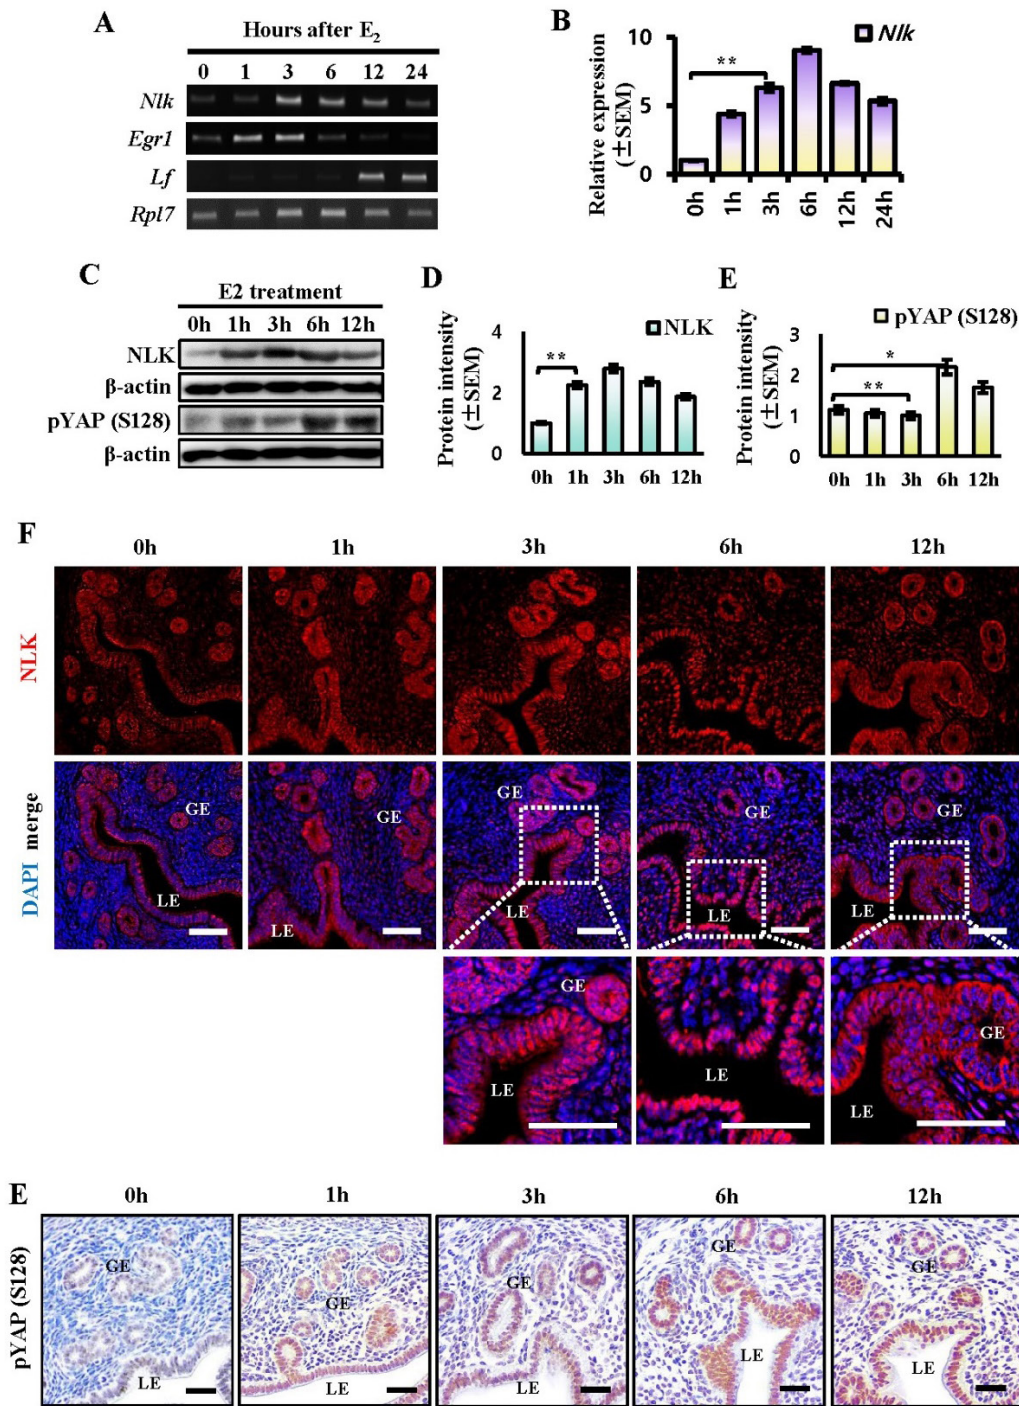 A
Hours after E2
0 1 3 6 12 24
Nlk
Egr1
Lf
Rpl7
B
Nlk
**
10
5
0
Relative expression
(±SEM)
0h 1h 3h 6h 12h 24h
C
E2 treatment
0h 1h 3h 6h 12h
NLK
β-actin
pYAP (S128)
β-actin
D
NLK
**
4
2
0
Protein intensity
(±SEM)
0h 1h 3h 6h 12h
E
pYAP (S128)
*
**
3
2
1
0
Protein intensity
(±SEM)
0h 1h 3h 6h 12h
F
0h 1h 3h 6h 12h
NLK
DAPI merge
GE GE GE GE GE
LE LE LE LE LE
GE GE
LE LE LE
E
0h 1h 3h 6h 12h
pYAP (S128)
GE GE GE GE GE
LE LE LE LE LE